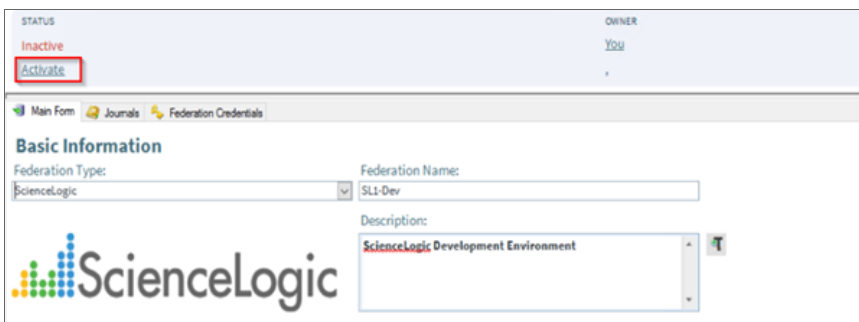 STATUS OWNER
Inactive You
Activate ,
Main Form Journals Federation Credentials
Basic Information
Federation Type: Federation Name:
ScienceLogic SL1-Dev
Description:
ScienceLogic Development Environment
ScienceLogic